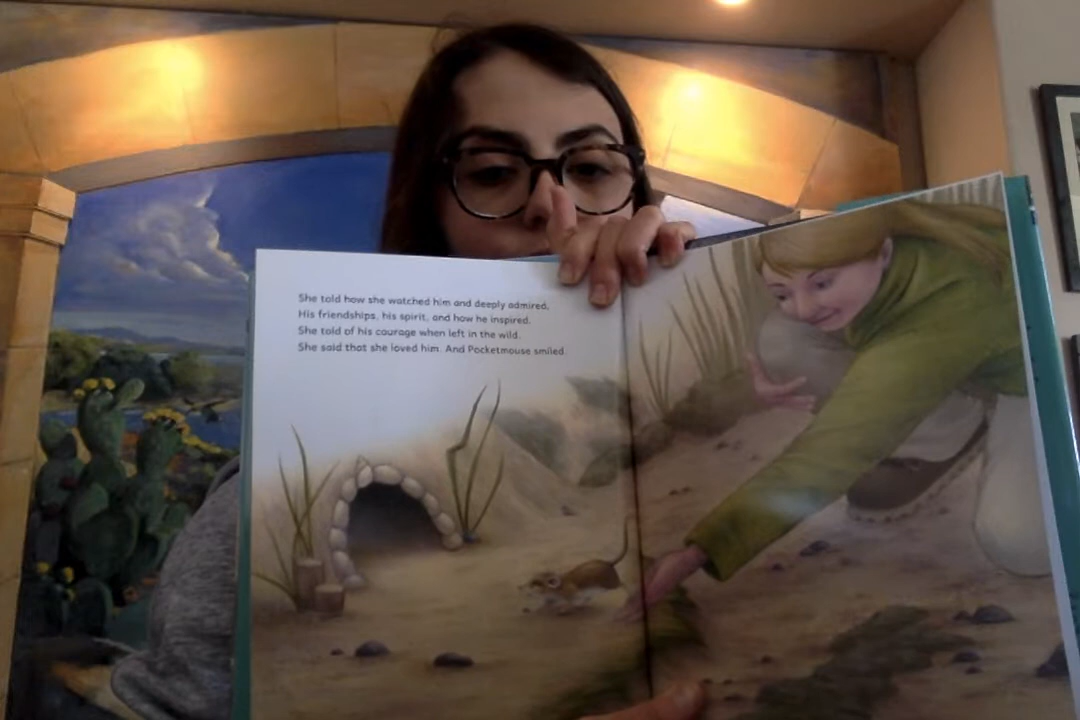 She told how she watched him and deeply admired,
His friendships, his spirit, and how he inspired.
She told of his courage when left in the wild.
She said that she loved him. And Pocketmouse smiled.